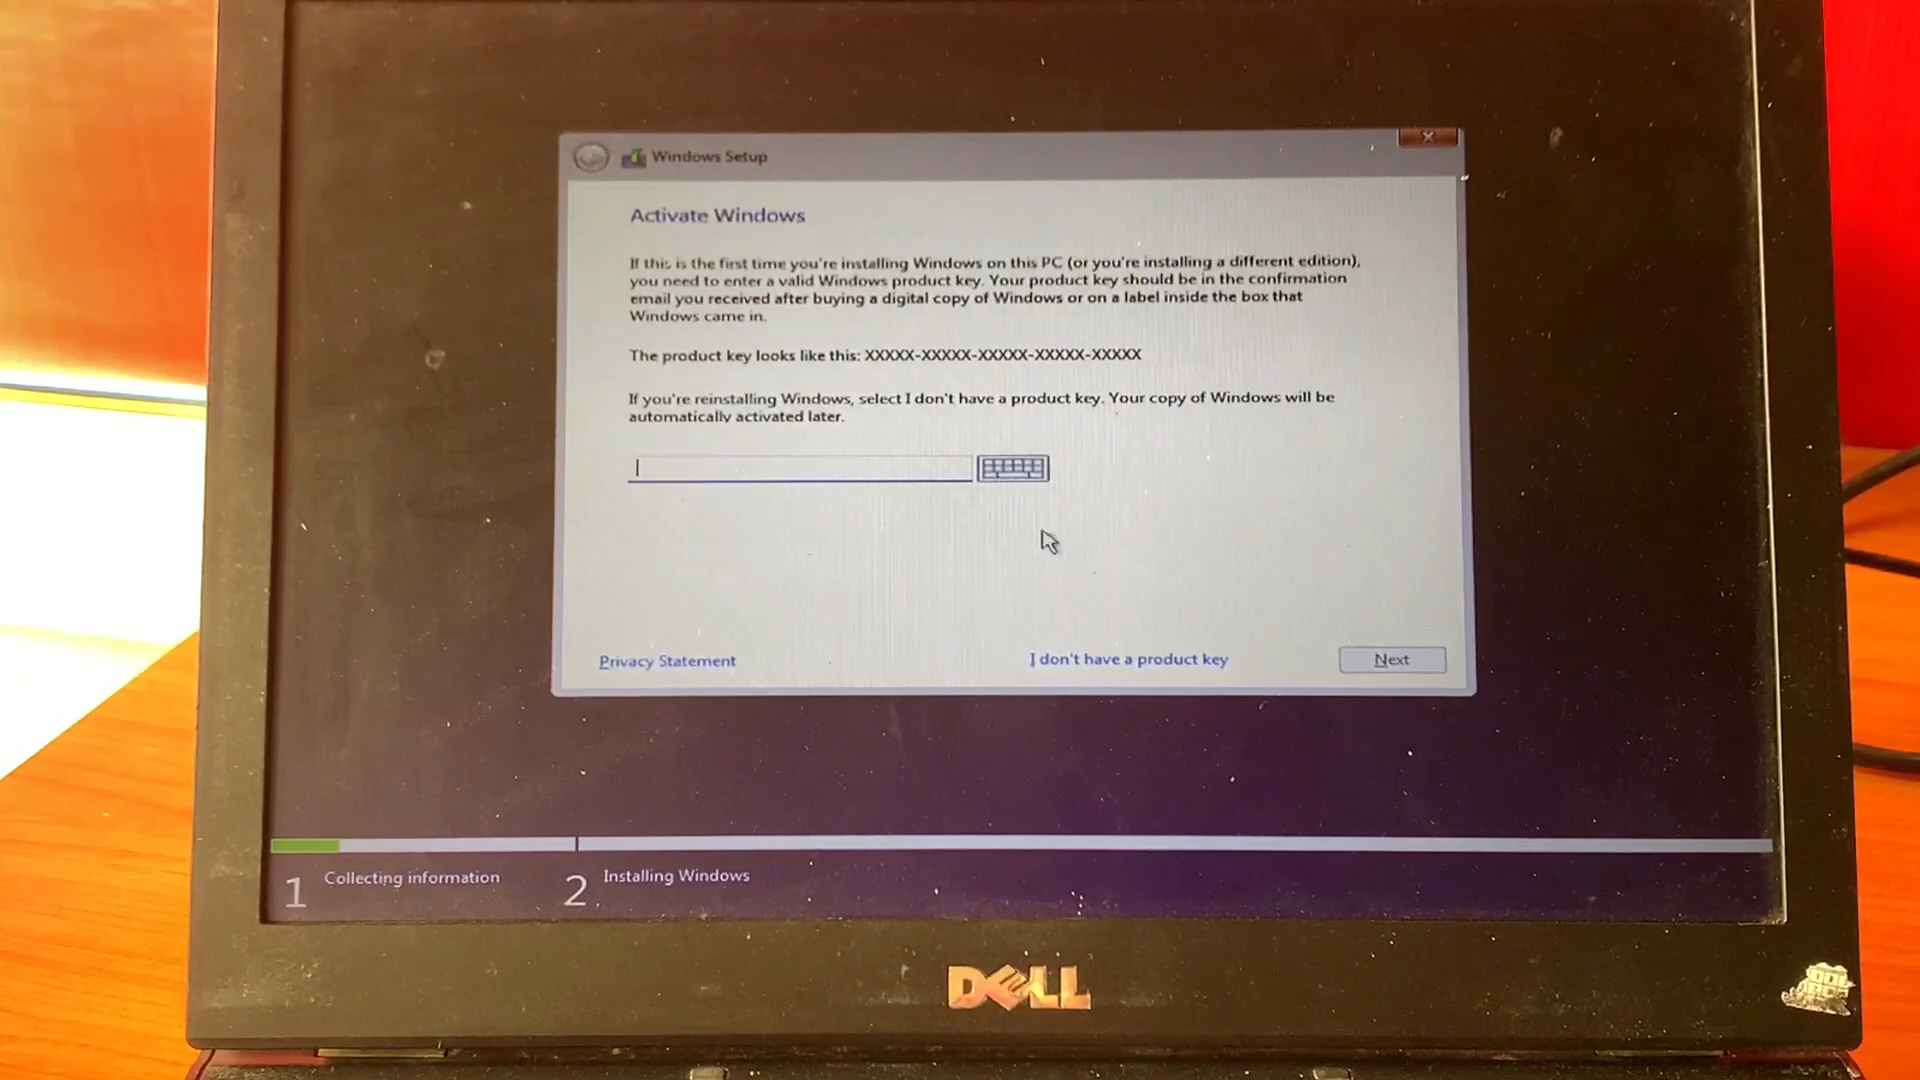 Windows Setup
Activate Windows
If this is the first time you're installing Windows on this PC (or you're installing a different edition),
you need to enter a valid Windows product key. Your product key should be in the confirmation
email you received after buying a digital copy of Windows or on a label inside the box that
Windows came in.
The product key looks like this: XXXXX-XXXXX-XXXXX-XXXXX-XXXXX
If you're reinstalling Windows, select I don't have a product key. Your copy of Windows will be
automatically activated later.
Privacy Statement
I don't have a product key
Next
1 Collecting information
2 Installing Windows
DELL